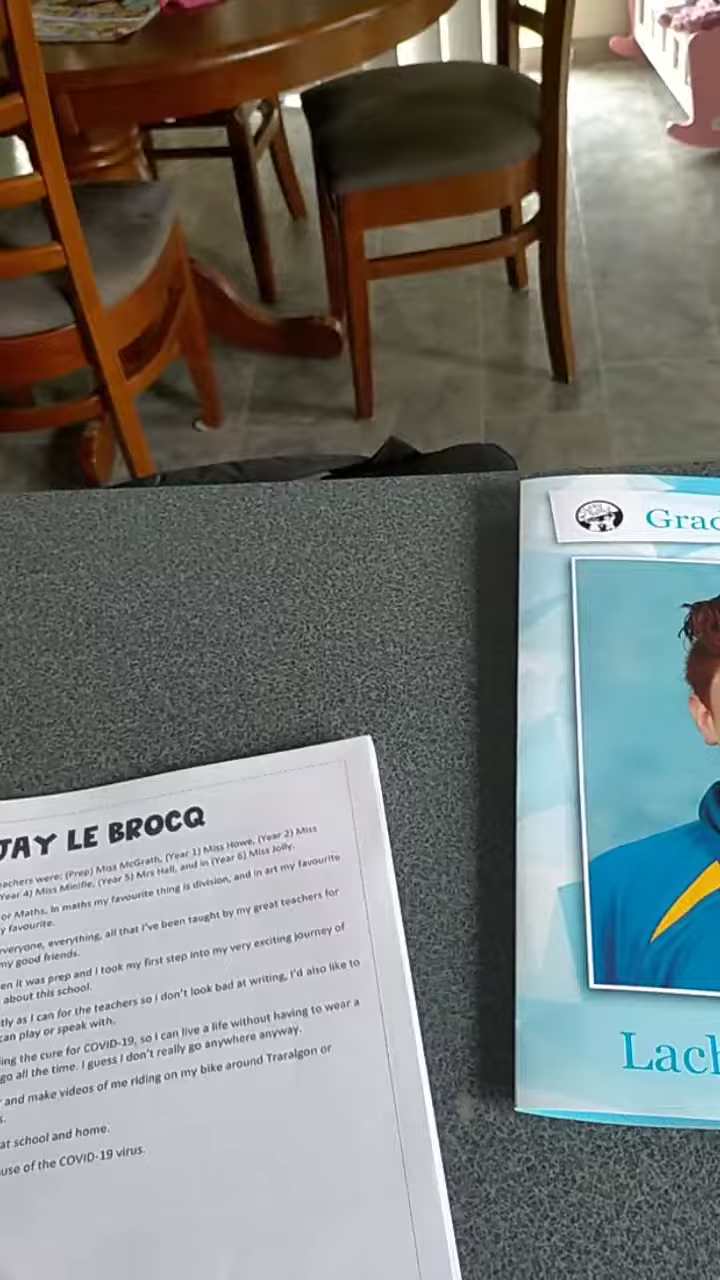 JAY LE BROCQ
achers were: (Prep) Miss McGrath, (Year 1) Miss Howe, (Year 2) Miss
Year 4) Miss Minifie, (Year 5) Mrs Hall, and in (Year 6) Miss Jolly.
or Maths. In maths my favourite thing is division, and in art my favourite
y favourite.
everyone, everything, all that I've been taught by my great teachers for
my good friends.
en it was prep and I took my first step into my very exciting journey of
about this school.
tly as I can for the teachers so I don't look bad at writing, I'd also like to
can play or speak with.
ing the cure for COVID-19, so I can live a life without having to wear a
go all the time. I guess I don't really go anywhere anyway.
and make videos of me riding on my bike around Traralgon or
s.
at school and home.
use of the COVID-19 virus.
Grac
Lach